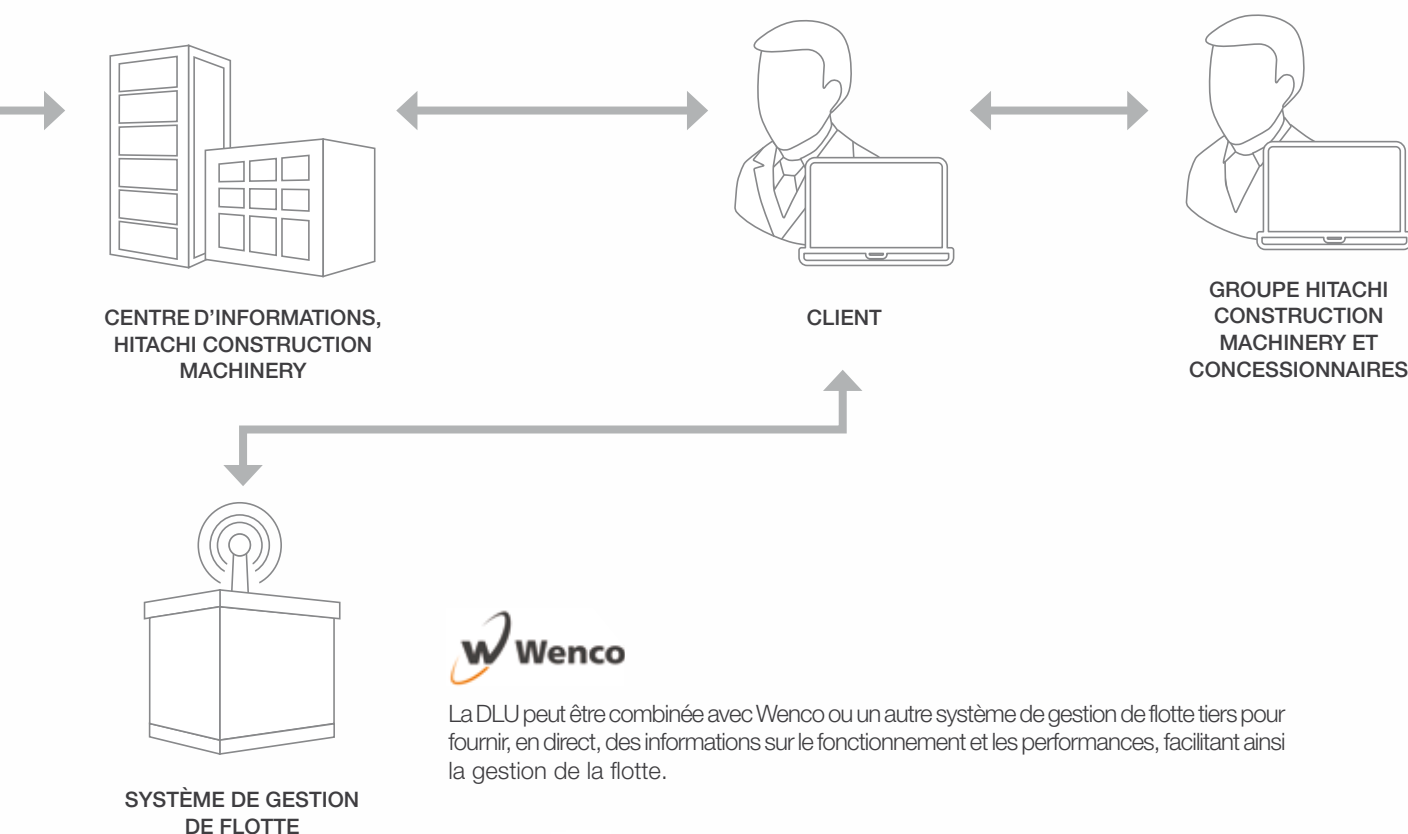 CENTRE D’INFORMATIONS,
HITACHI CONSTRUCTION
MACHINERY
CLIENT
GROUPE HITACHI
CONSTRUCTION
MACHINERY ET
CONCESSIONNAIRES
W Wenco
La DLU peut être combinée avec Wenco ou un autre système de gestion de flotte tiers pour
fournir, en direct, des informations sur le fonctionnement et les performances, facilitant ainsi
la gestion de la flotte.
SYSTÈME DE GESTION
DE FLOTTE